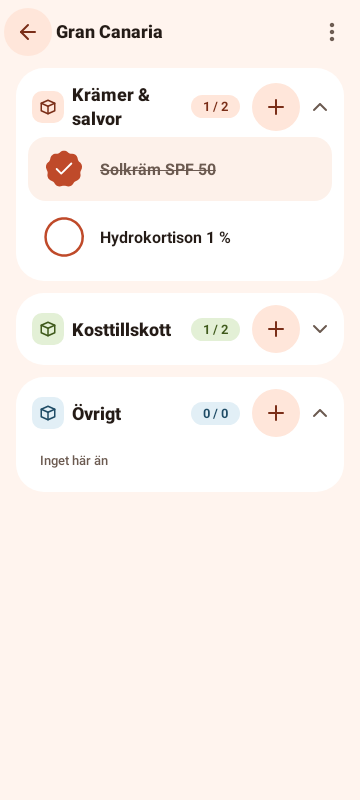 Gran Canaria
Krämer &
salvor
1 / 2
Solkräm SPF 50
Hydrokortison 1 %
Kosttillskott
1 / 2
Övrigt
0 / 0
Inget här än